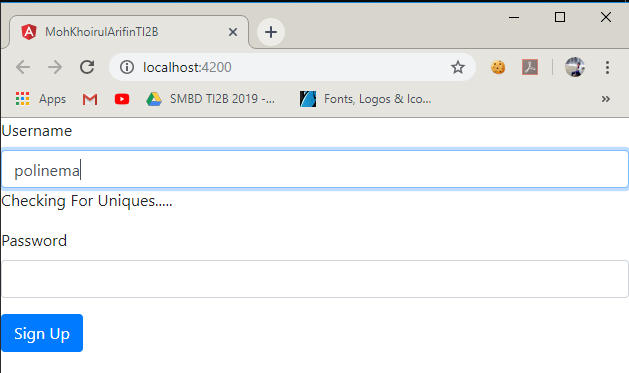 MohKhoirulArifinTI2B
localhost:4200
Apps
SMBD TI2B 2019 -...
Fonts, Logos & Ico...
Username
polinema
Checking For Uniques.....
Password
Sign Up